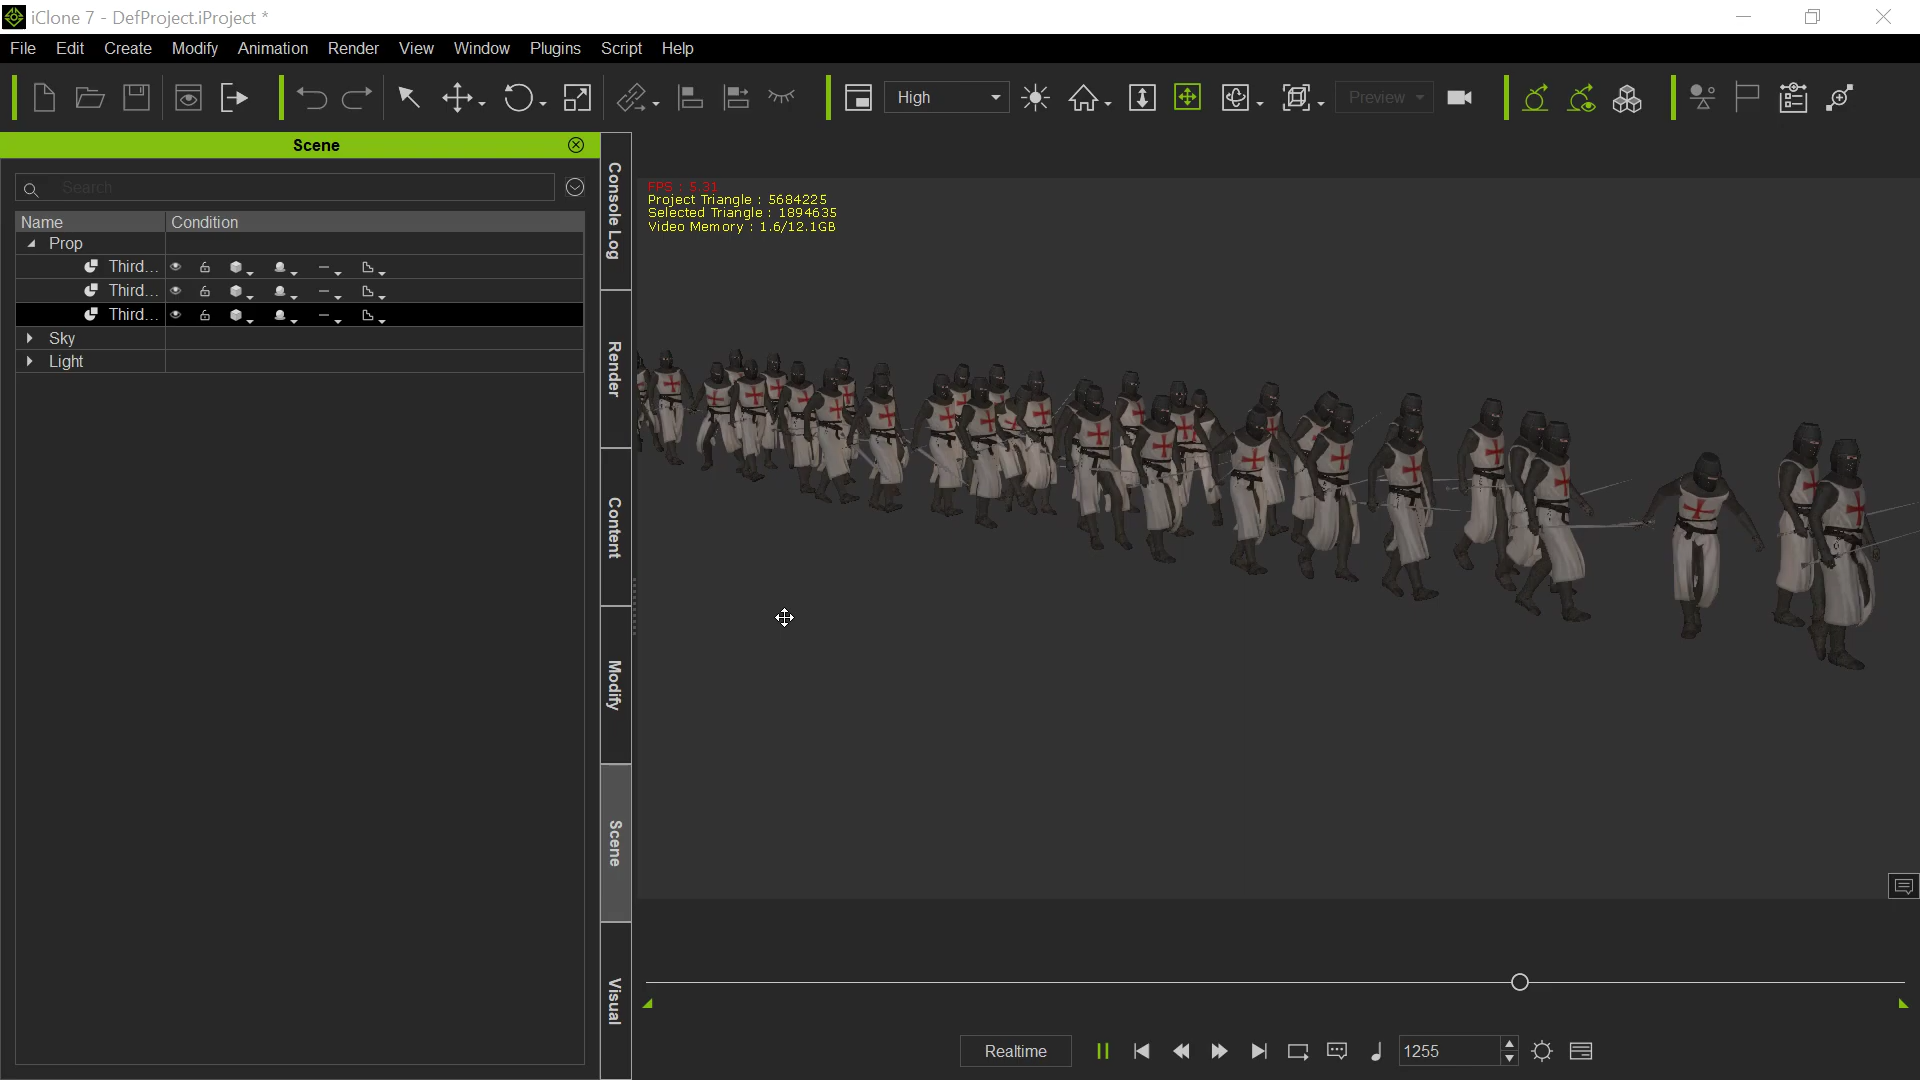 iClone 7 - DefProject.iProject *
File Edit Create Modify Animation Render View Window Plugins Script Help
High
Preview
Scene
Search
Name Condition
Prop
Third...
Third...
Third...
Sky
Light
Console Log
Render
Content
Modify
Scene
Visual
FPS : 5.31
Project Triangle : 5684225
Selected Triangle : 1894635
Video Memory : 1.6/12.1GB
Realtime
1255